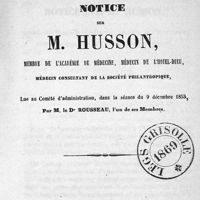 NOTICE
SUR
M. HUSSON,
MEMBRE DE L'ACADÉMIE DE MÉDECINE, MÉDECIN DE L'HOTEL-DIEU,
MÉDECIN CONSULTANT DE LA SOCIÉTÉ PHILANTHROPIQUE,
Lue au Comité d'administration, dans la séance du 9 décembre 1853,
Par M. le Dr ROUSSEAU, l'un de ses Membres.
LEGS GRISOLLE
1869